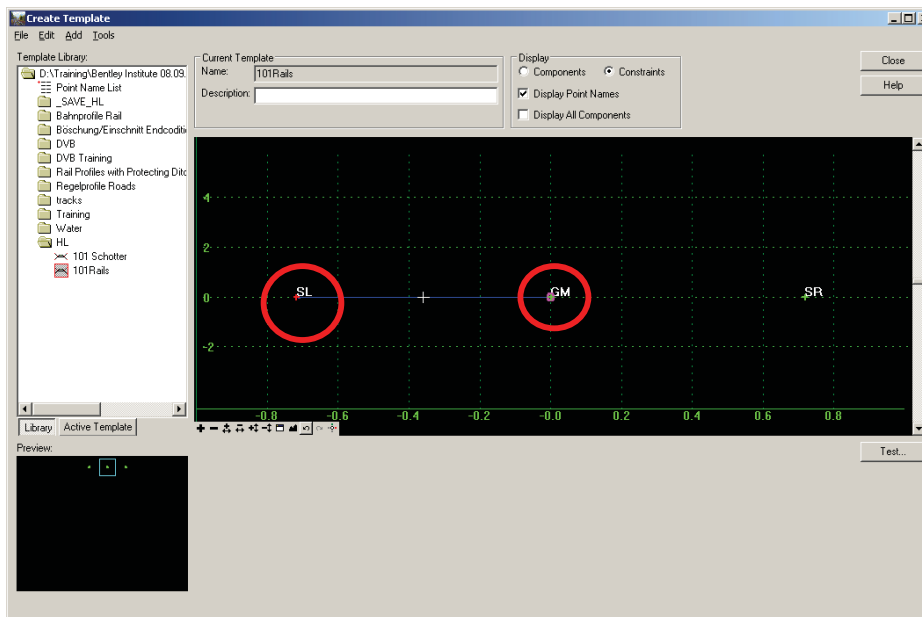 Create Template
File Edit Add Tools
Template Library:
D:\Training\Bentley Institute 08.09.
Point Name List
_SAVE_HL
Bahnprofile Rail
Böschung/Einschnitt Endcoditi
DVB
DVB Training
Rail Profiles with Protecting Ditc
Regelprofile Roads
tracks
Training
Water
HL
101 Schotter
101Rails
Library Active Template
Preview:
Current Template
Name: 101Rails
Description:
Display
Components Constraints
Display Point Names
Display All Components
Close
Help
4
2
0
-2
SL GM SR
-0.8 -0.6 -0.4 -0.2 -0.0 0.2 0.4 0.6 0.8
Test...